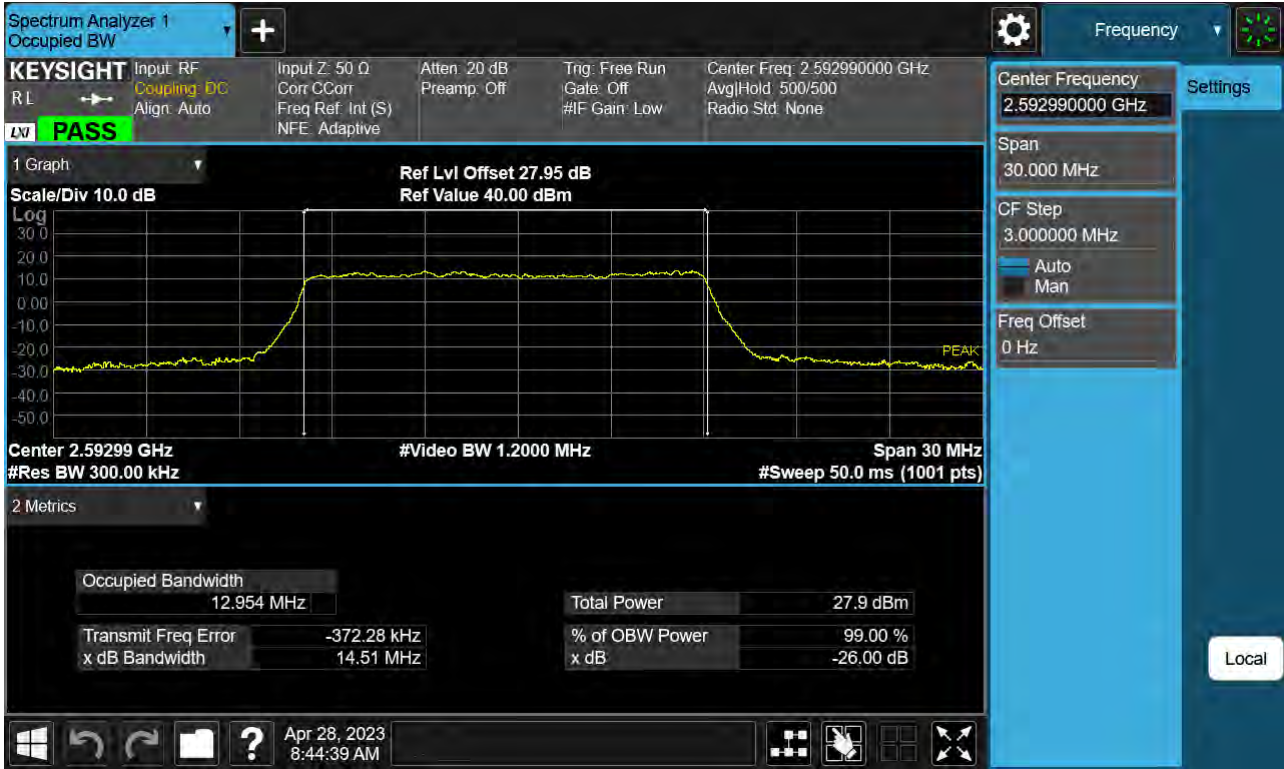 Spectrum Analyzer 1
Occupied BW
Frequency
KEYSIGHT
RL
LXI
PASS
Input: RF
Coupling: DC
Align: Auto
Input Z: 50 Ω
Corr CCorr
Freq Ref: Int (S)
NFE: Adaptive
Atten: 20 dB
Preamp: Off
Trig: Free Run
Gate: Off
#IF Gain: Low
Center Freq: 2.592990000 GHz
Avg|Hold: 500/500
Radio Std: None
1 Graph
Scale/Div 10.0 dB
Ref Lvl Offset 27.95 dB
Ref Value 40.00 dBm
Log
30.0
20.0
10.0
0.00
-10.0
-20.0
-30.0
-40.0
-50.0
PEAK
Center 2.59299 GHz
#Res BW 300.00 kHz
#Video BW 1.2000 MHz
Span 30 MHz
#Sweep 50.0 ms (1001 pts)
2 Metrics
Occupied Bandwidth
12.954 MHz
Transmit Freq Error -372.28 kHz
x dB Bandwidth 14.51 MHz
Total Power 27.9 dBm
% of OBW Power 99.00 %
x dB -26.00 dB
Center Frequency
2.592990000 GHz
Span
30.000 MHz
CF Step
3.000000 MHz
Auto
Man
Freq Offset
0 Hz
Settings
Local
?
Apr 28, 2023
8:44:39 AM